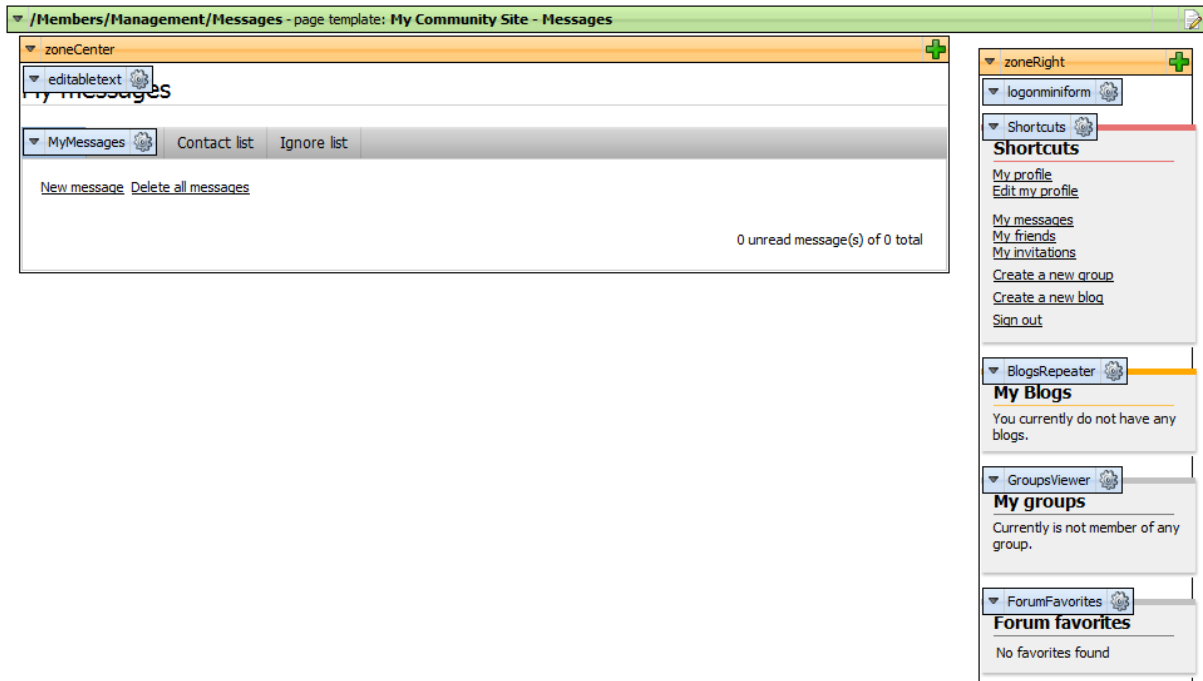 /Members/Management/Messages - page template: My Community Site - Messages
zoneCenter
editabletext
My messages
MyMessages Contact list Ignore list
New message Delete all messages
0 unread message(s) of 0 total
zoneRight
logonminiform
Shortcuts
Shortcuts
My profile
Edit my profile
My messages
My friends
My invitations
Create a new group
Create a new blog
Sign out
BlogsRepeater
My Blogs
You currently do not have any
blogs.
GroupsViewer
My groups
Currently is not member of any
group.
ForumFavorites
Forum favorites
No favorites found